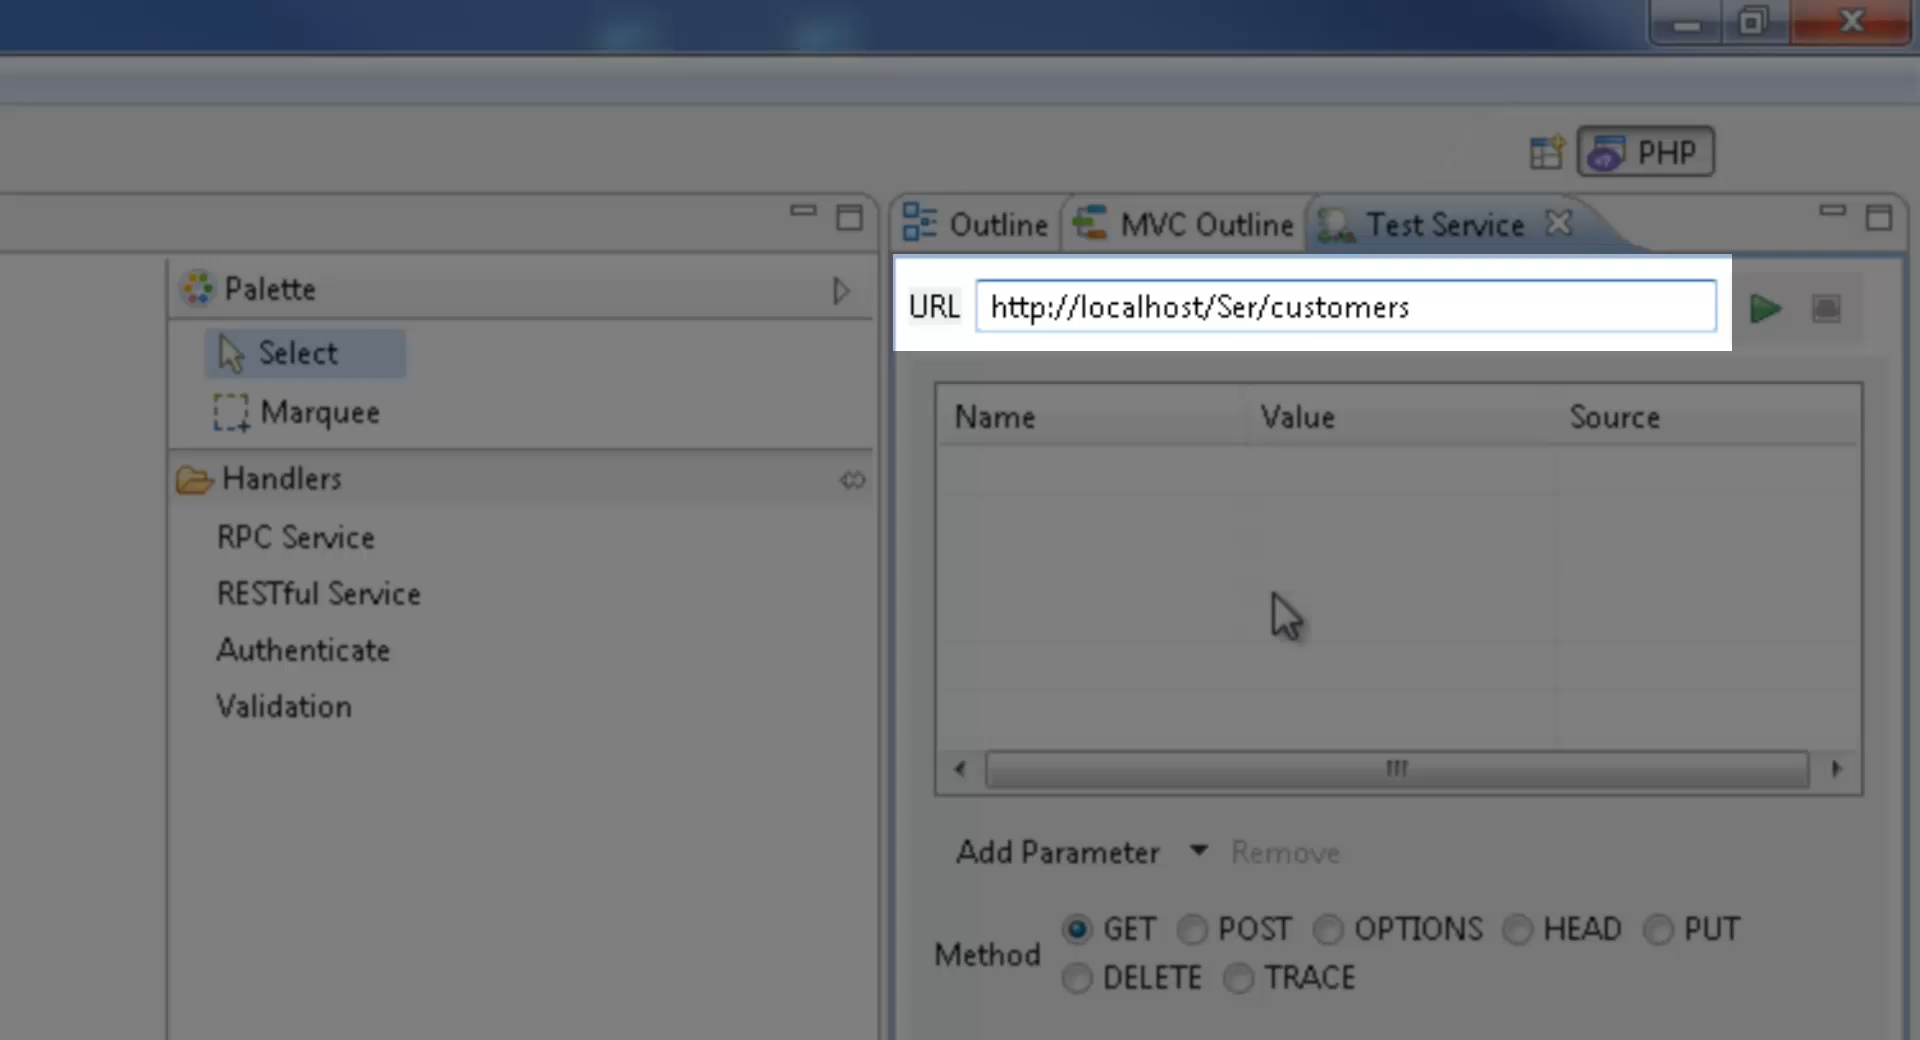 PHP
Outline MVC Outline Test Service
Palette
URL http://localhost/Ser/customers
Select
Marquee
Name Value Source
Handlers
RPC Service
RESTful Service
Authenticate
Validation
Add Parameter Remove
Method GET POST OPTIONS HEAD PUT
DELETE TRACE